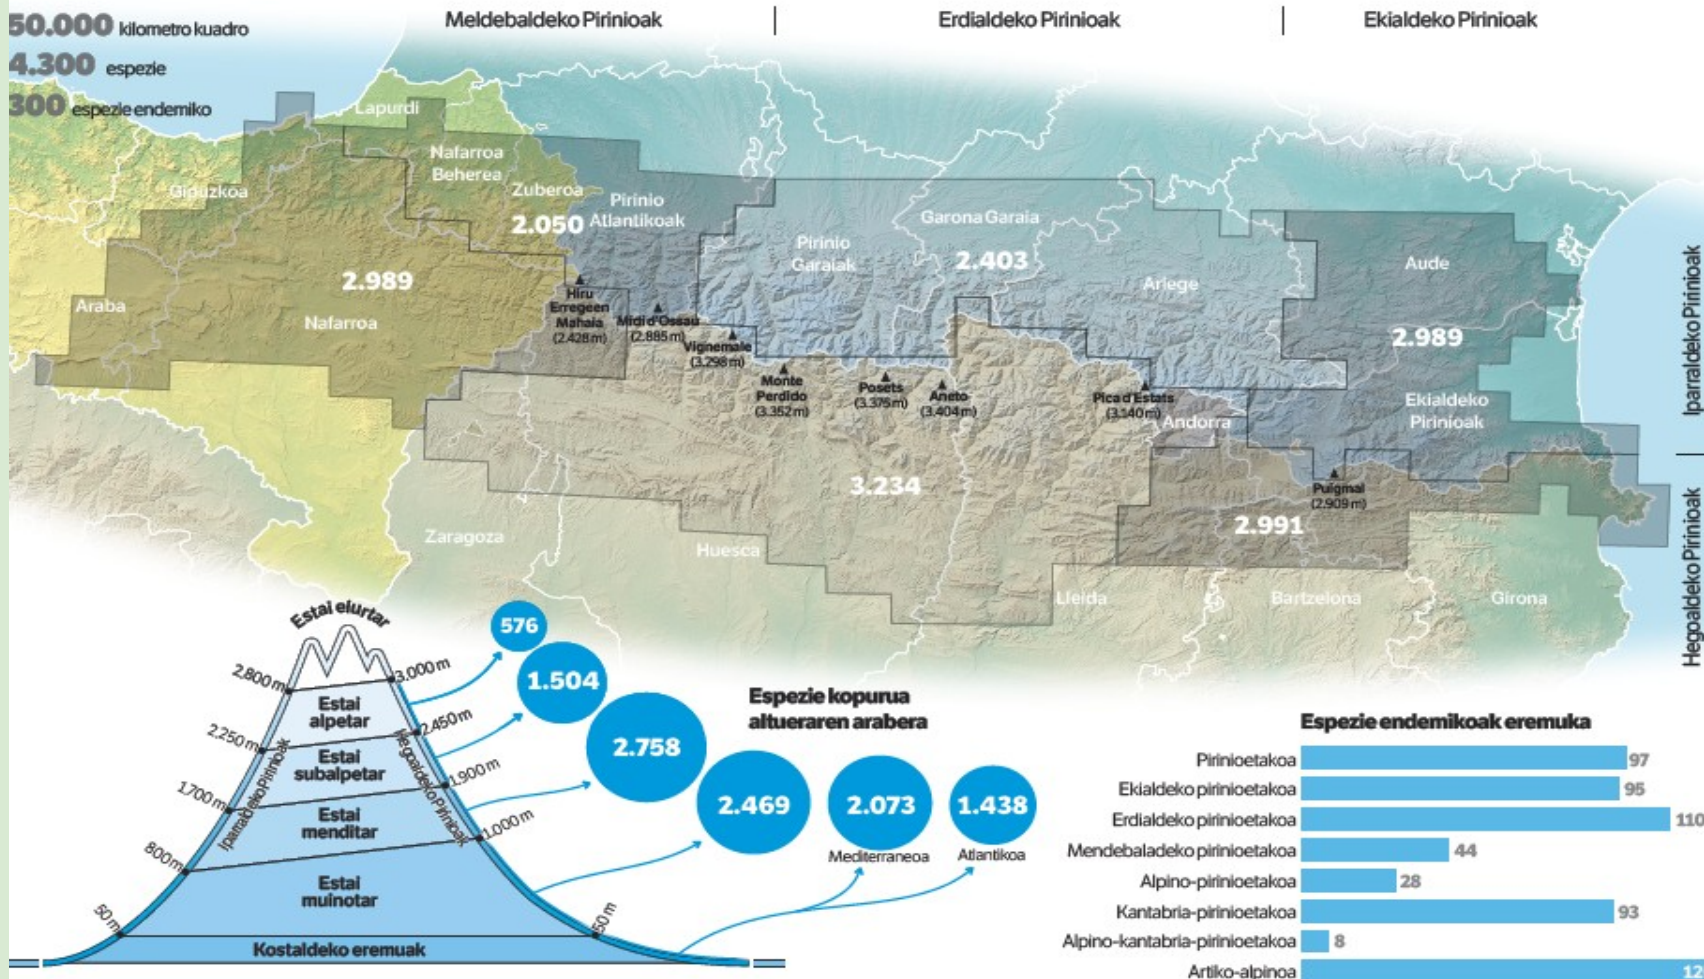 50.000 kilometro kuadro
4.300 espezie
300 espezie endemiko
Meldebaldeko Pirinioak
Erdialdeko Pirinioak
Ekialdeko Pirinioak
Iparraldeko Pirinioak
Hegoaldeko Pirinioak
Lapurdi
Gipuzkoa
Nafarroa
Beherea
Zuberoa
2.050
Pirinio
Atlantikoak
Araba
2.989
Nafarroa
Pirinio
Garaiak
Garona Garaia
2.403
Ariege
Aude
2.989
Ekialdeko
Pirinioak
Hiru
Erregeen
Mahaia
(2.428 m)
Midi d'Ossau
(2.885 m)
Vignemale
(3.298 m)
Monte
Perdido
(3.352 m)
Posets
(3.375 m)
Aneto
(3.404 m)
Pica d'Estats
(3.140 m)
Andorra
Puigmal
(2.909 m)
3.234
2.991
Zaragoza
Huesca
Lleida
Bartzelona
Girona
Estai elurtar
2,800 m
3.000 m
Estai
alpetar
2,250 m
2,450 m
Estai
subalpetar
1,700 m
1,900 m
Estai
menditar
800 m
1.000 m
Estai
muinotar
50 m
50 m
Kostaldeko eremuak
Iparraldeko Pirinioak
Hegoaldeko Pirinioak
576
1.504
2.758
2.469
2.073
1.438
Mediterraneoa
Atlantikoa
Espezie kopurua
altueraren arabera
Espezie endemikoak eremuka
Pirinioetakoa 97
Ekialdeko pirinioetakoa 95
Erdialdeko pirinioetakoa 110
Mendebaladeko pirinioetakoa 44
Alpino-pirinioetakoa 28
Kantabria-pirinioetakoa 93
Alpino-kantabria-pirinioetakoa 8
Artiko-alpinoa 12